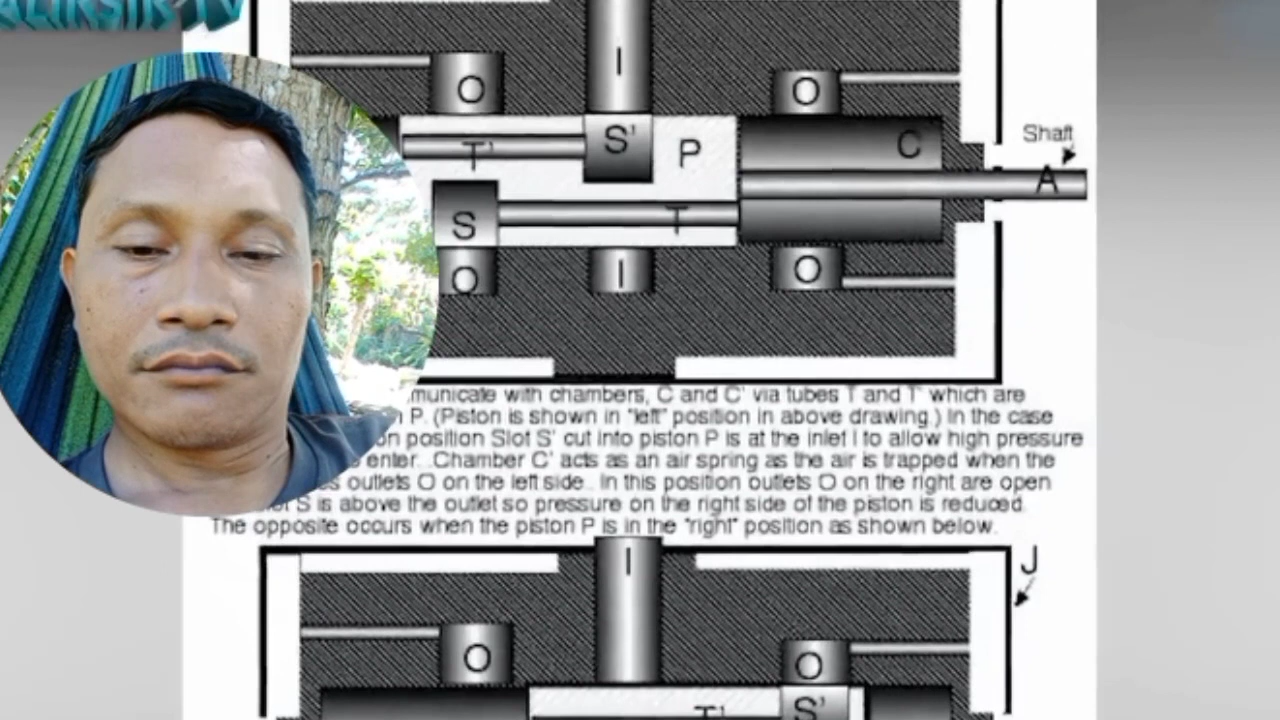 ALIKSIR TV
I
O
O
S'
P
C
T'
Shaft
A
S
T
O
I
O
municate with chambers, C and C' via tubes T and T' which are
P. (Piston is shown in "left" position in above drawing.) In the case
on position Slot S' cut into piston P is at the inlet I to allow high pressure
enter. Chamber C' acts as an air spring as the air is trapped when the
outlets O on the left side. In this position outlets O on the right are open
S is above the outlet so pressure on the right side of the piston is reduced.
The opposite occurs when the piston P is in the "right" position as shown below.
I
J
O
O
T'
S'